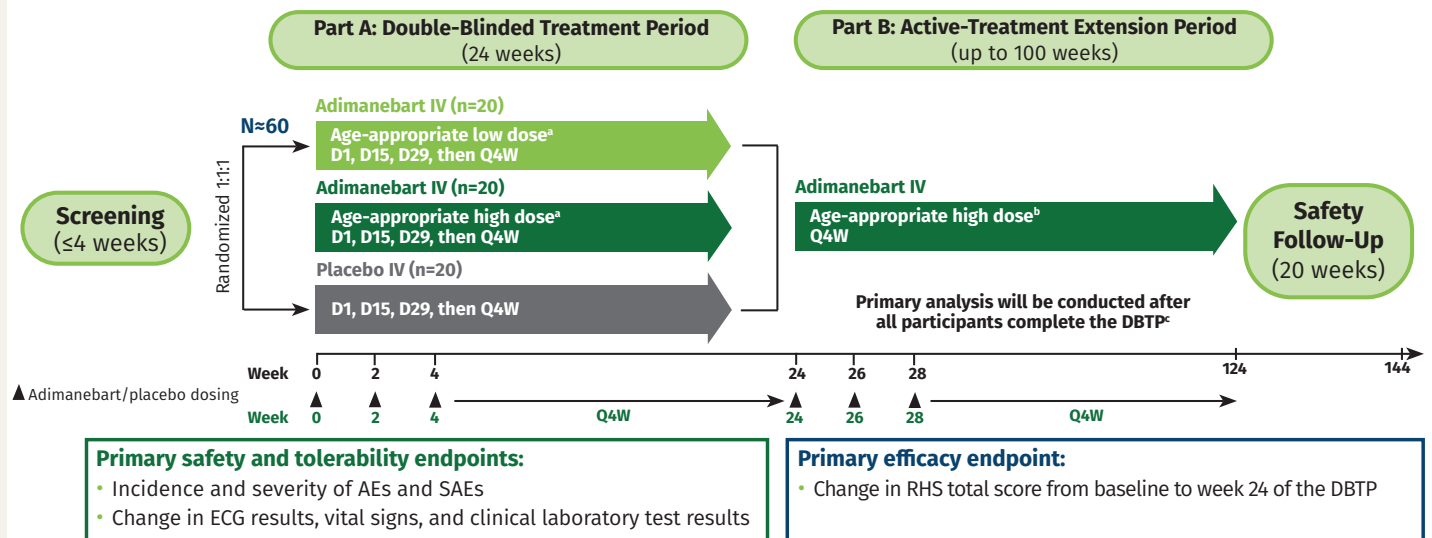 Part A: Double-Blinded Treatment Period
(24 weeks)
Part B: Active-Treatment Extension Period
(up to 100 weeks)
Screening
(≤4 weeks)
N≈60
Randomized 1:1:1
Adimanebart IV (n=20)
Age-appropriate low doseᵃ
D1, D15, D29, then Q4W
Adimanebart IV (n=20)
Age-appropriate high doseᵃ
D1, D15, D29, then Q4W
Placebo IV (n=20)
D1, D15, D29, then Q4W
Adimanebart IV
Age-appropriate high doseᵇ
Q4W
Safety
Follow-Up
(20 weeks)
Primary analysis will be conducted after
all participants complete the DBTPᶜ
Week 0 2 4 24 26 28 124 144
▲ Adimanebart/placebo dosing
Week 0 2 4 Q4W 24 26 28 Q4W
Primary safety and tolerability endpoints:
• Incidence and severity of AEs and SAEs
• Change in ECG results, vital signs, and clinical laboratory test results
Primary efficacy endpoint:
• Change in RHS total score from baseline to week 24 of the DBTP